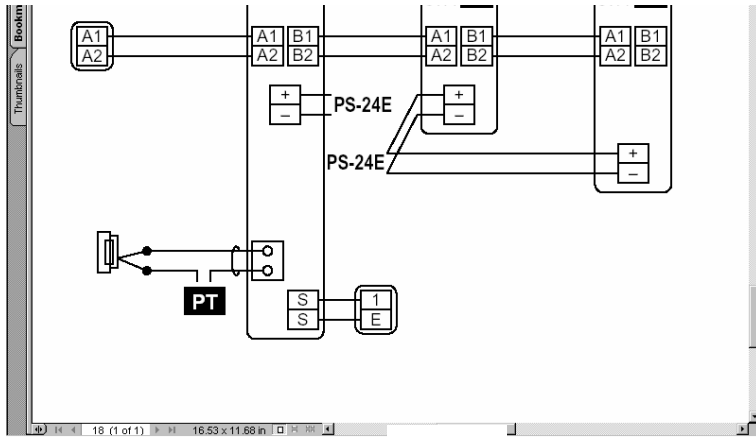 A1 A1 B1 A1 B1 A1 B1
A2 A2 B2 A2 B2 A2 B2
+ PS-24E +
– –
PS-24E +
–
PT
S 1
S E
Thumbnails
18 (1 of 1) 16.53 x 11.68 in